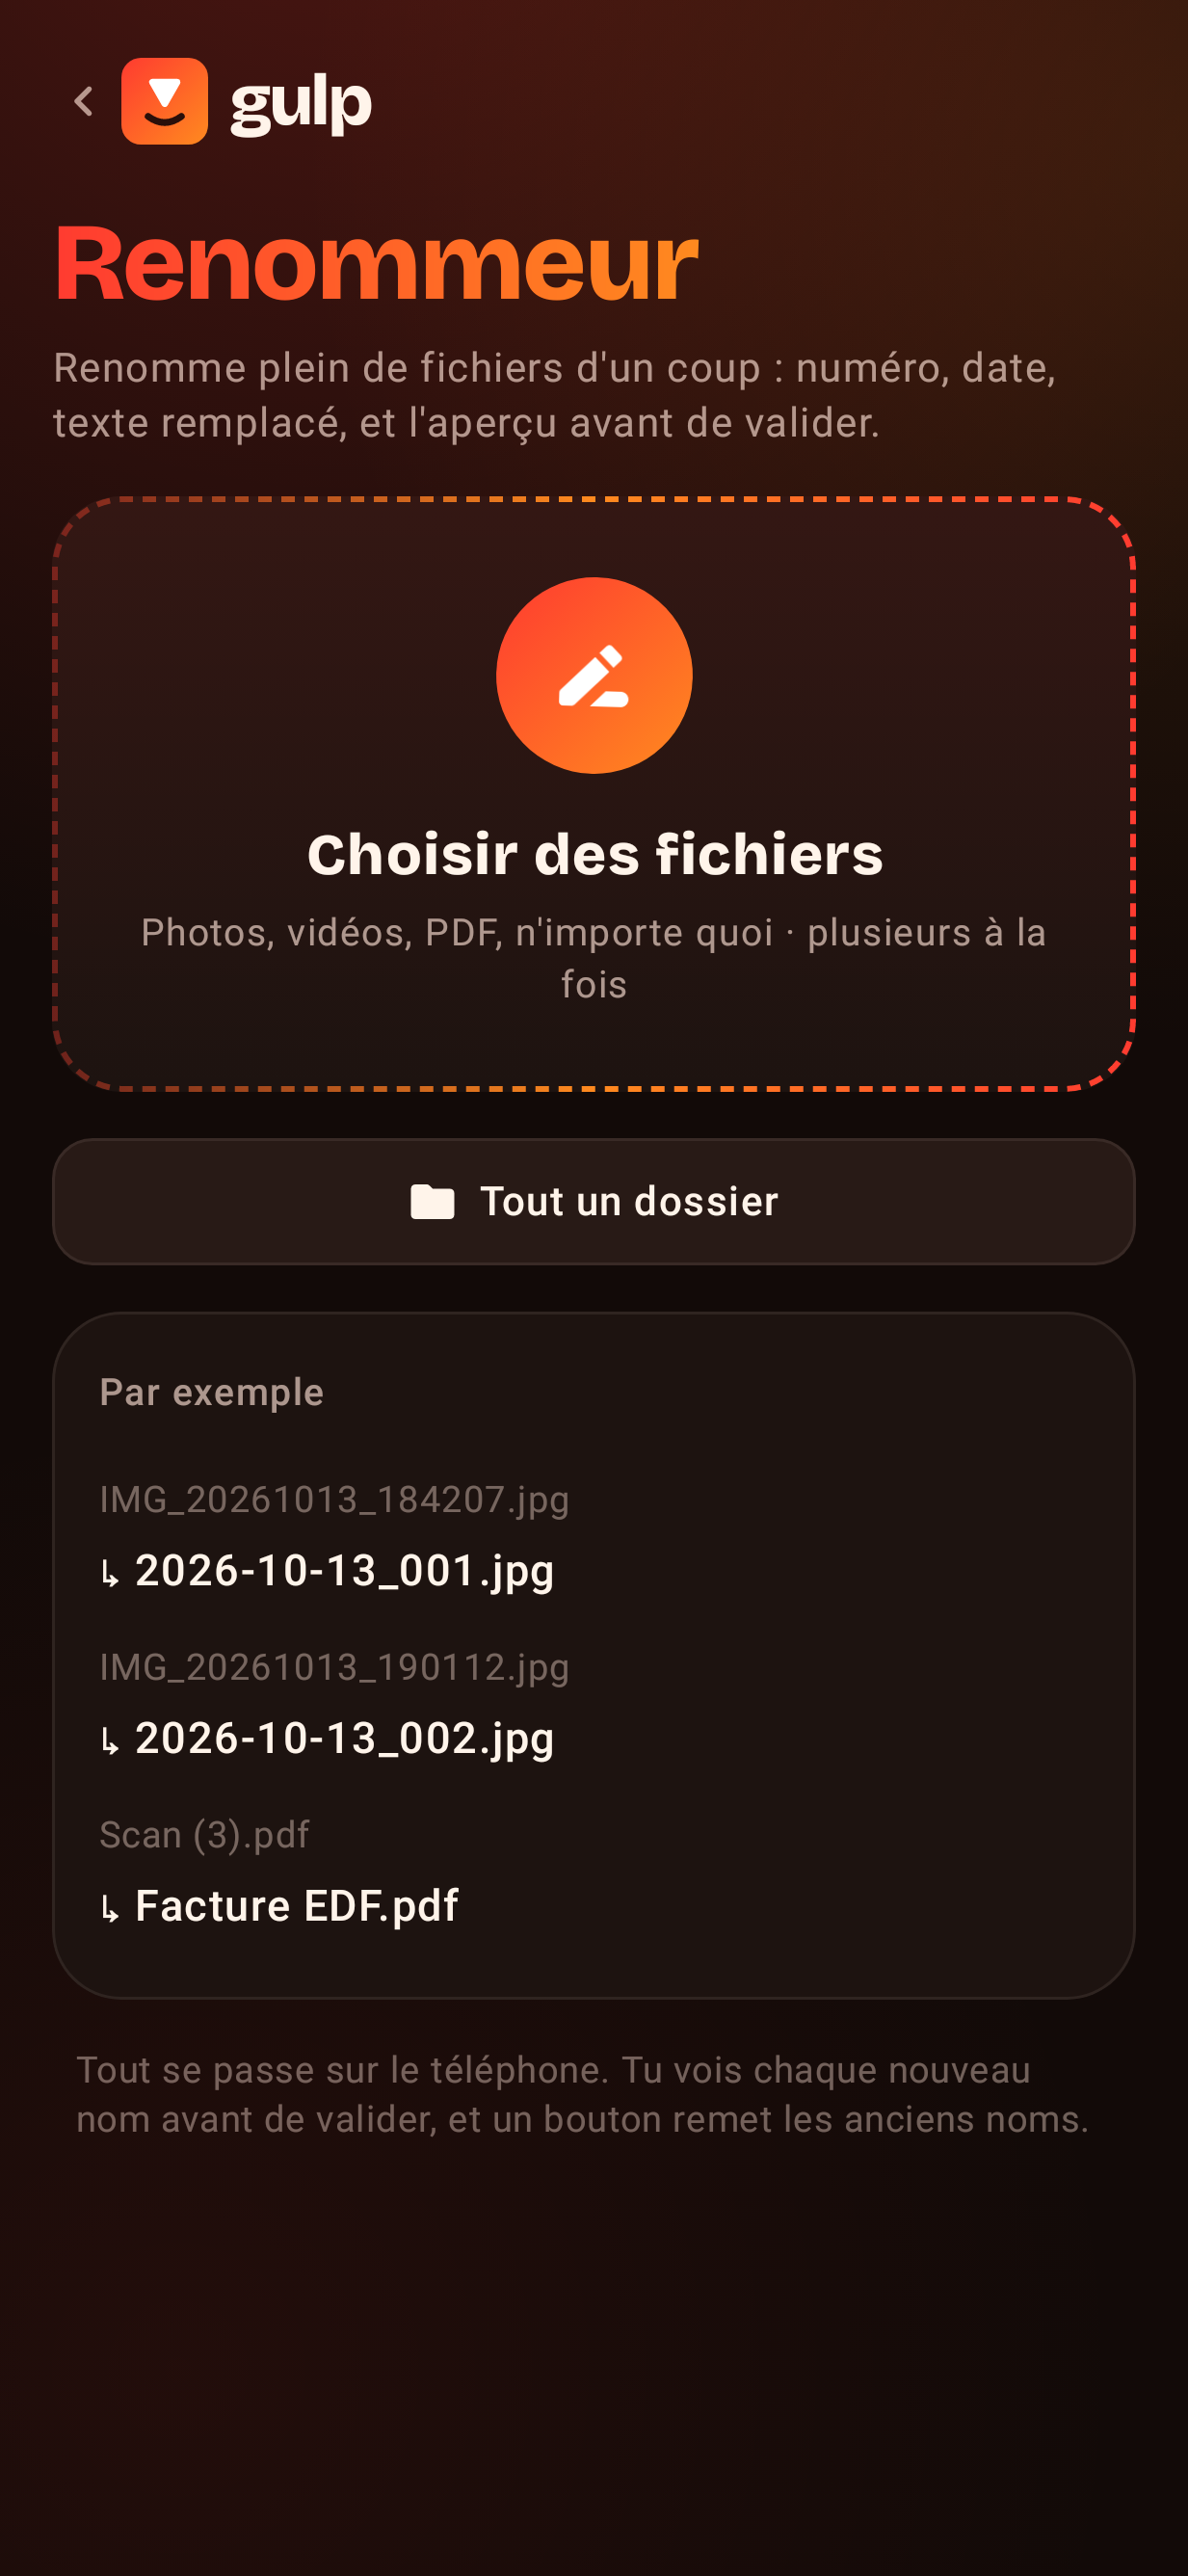 gulp
Renommeur
Renomme plein de fichiers d'un coup : numéro, date,
texte remplacé, et l'aperçu avant de valider.
Choisir des fichiers
Photos, vidéos, PDF, n'importe quoi · plusieurs à la
fois
Tout un dossier
Par exemple
IMG_20261013_184207.jpg
↳ 2026-10-13_001.jpg
IMG_20261013_190112.jpg
↳ 2026-10-13_002.jpg
Scan (3).pdf
↳ Facture EDF.pdf
Tout se passe sur le téléphone. Tu vois chaque nouveau
nom avant de valider, et un bouton remet les anciens noms.